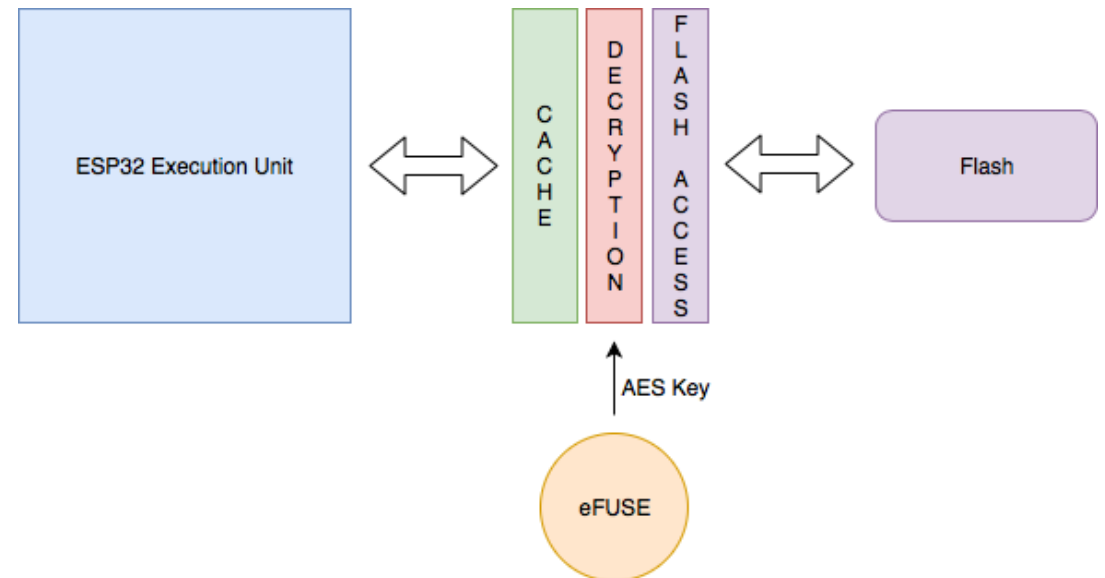 ESP32 Execution Unit
CACHE
DECRYPTION
FLASH ACCESS
Flash
AES Key
eFUSE